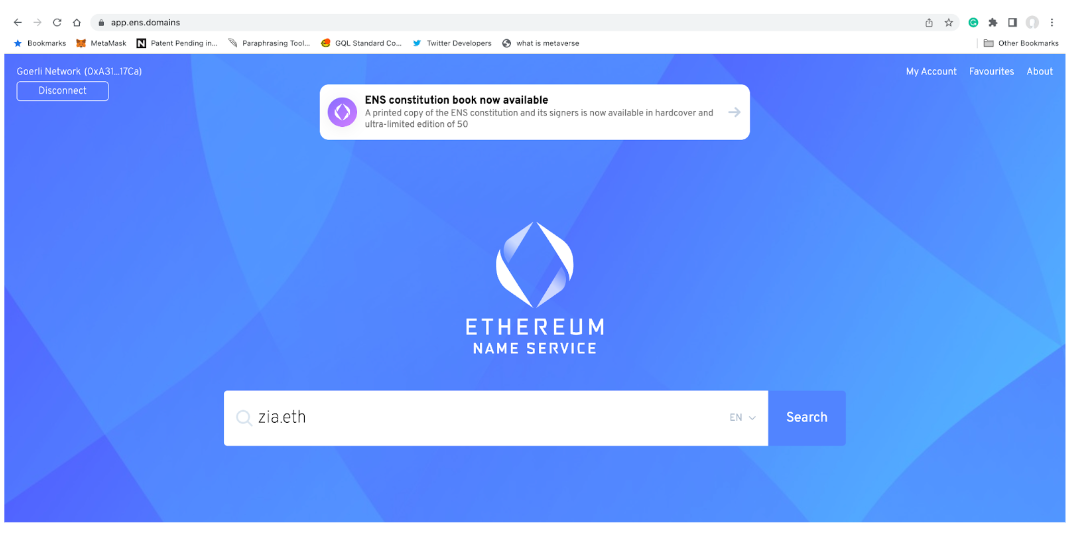 app.ens.domains
Bookmarks MetaMask Patent Pending in... Paraphrasing Tool... GQL Standard Co... Twitter Developers what is metaverse Other Bookmarks
Goerli Network (0xA31...17Ca) My Account Favourites About
Disconnect
ENS constitution book now available
A printed copy of the ENS constitution and its signers is now available in hardcover and
ultra-limited edition of 50
ETHEREUM
NAME SERVICE
zia.eth EN Search